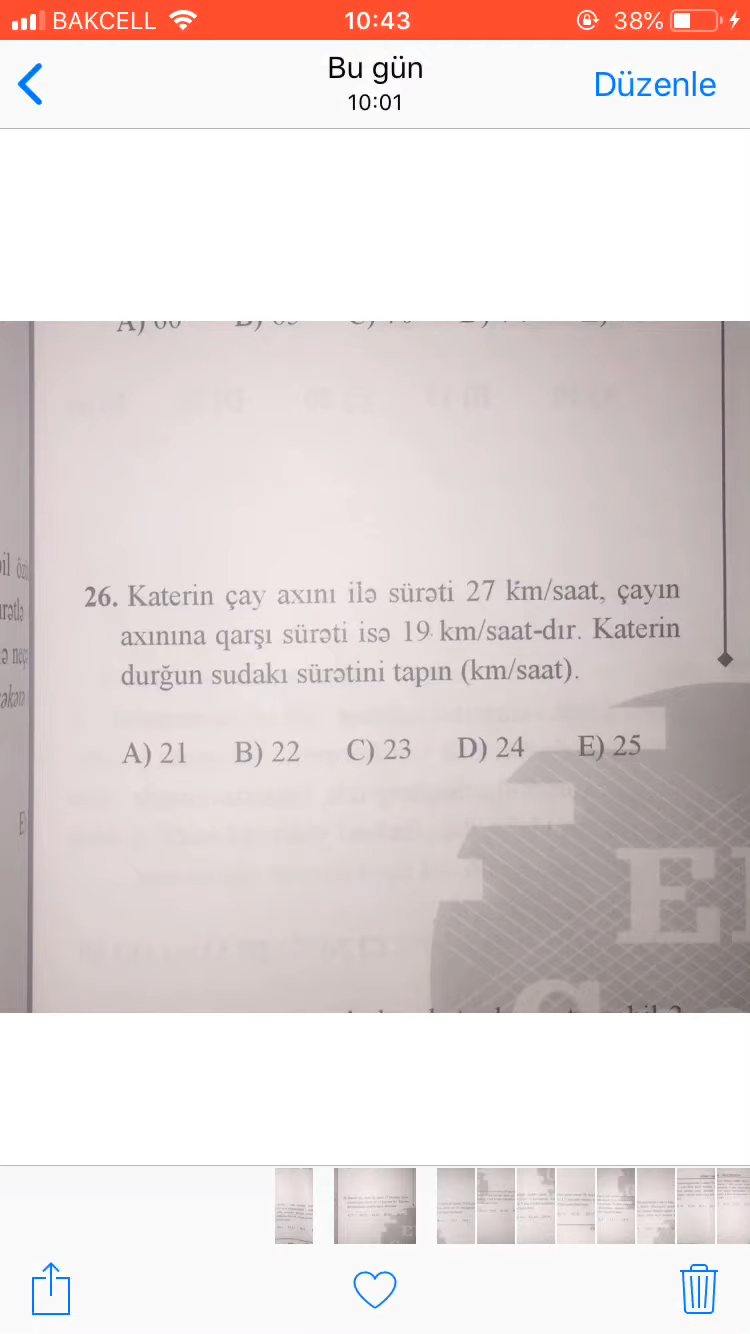 BAKCELL 10:43 38%
Bu gün
10:01
Düzenle
26. Katerin çay axını ilə sürəti 27 km/saat, çayın
axınına qarşı sürəti isə 19 km/saat-dır. Katerin
durğun sudakı sürətini tapın (km/saat).
A) 21 B) 22 C) 23 D) 24 E) 25